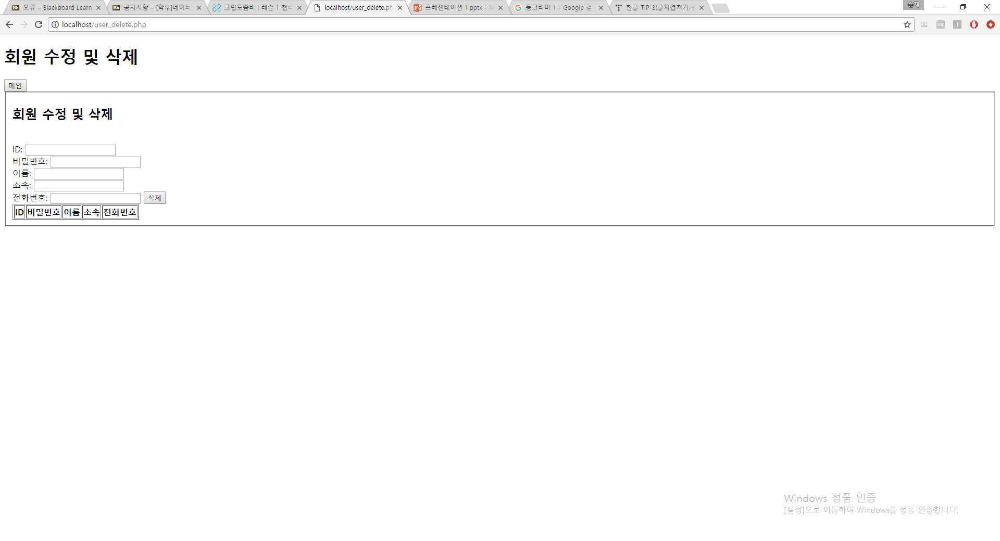 오류 – Blackboard Learn
공지사항 – [학부]데이터
크립토좀비 | 레슨 1 챕터
localhost/user_delete.ph
프레젠테이션 1.pptx - M
동그라미 1 - Google 검색
한글 TIP-3(글자겹치기/원
승재
localhost/user_delete.php
회원 수정 및 삭제
메인
회원 수정 및 삭제
ID:
비밀번호:
이름:
소속:
전화번호: 삭제
ID 비밀번호 이름 소속 전화번호
Windows 정품 인증
[설정]으로 이동하여 Windows를 정품 인증합니다.